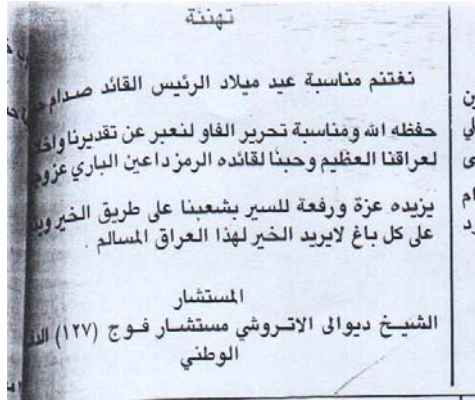 تهنئة
نغتنم مناسبة عيد ميلاد الرئيس القائد صدام
حفظه الله ومناسبة تحرير الفاو لنعبر عن تقديرنا
لعراقنا العظيم وحبنا لقائده الرمز داعين الباري عزوجل
يزيده عزة ورفعة للسير بشعبنا على طريق الخير
على كل باغ لايريد الخير لهذا العراق المسالم .
المستشار
الشيخ ديوالى الاتروشي مستشار فوج (١٢٧)
الوطني